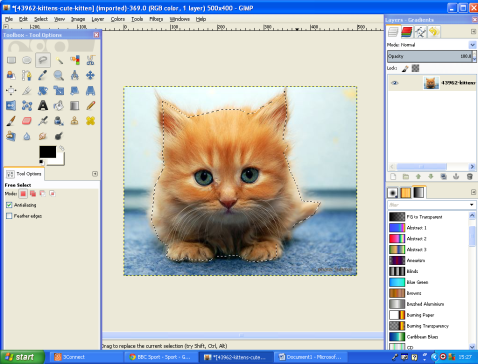 *[43962-kittens-cute-kitten] (imported)-369.0 (RGB color, 1 layer) 500x400 – GIMP
File Edit Select View Image Layer Colors Tools Filters Windows Help
Toolbox - Tool Options
Tool Options
Free Select
Mode:
Antialiasing
Feather edges
Drag to replace the current selection (try Shift, Ctrl, Alt)
Layers - Gradients
Mode: Normal
Opacity 100.0
Lock:
43962-kittens
filter
FG to Transparent
Abstract 1
Abstract 2
Abstract 3
Aneurism
Blinds
Blue Green
Browns
Brushed Aluminium
Burning Paper
Burning Transparency
Caribbean Blues
CD
start
3Connect
BBC Sport - Sport - G...
*[43962-kittens-cute...
Document1 - Microsof...
15:27